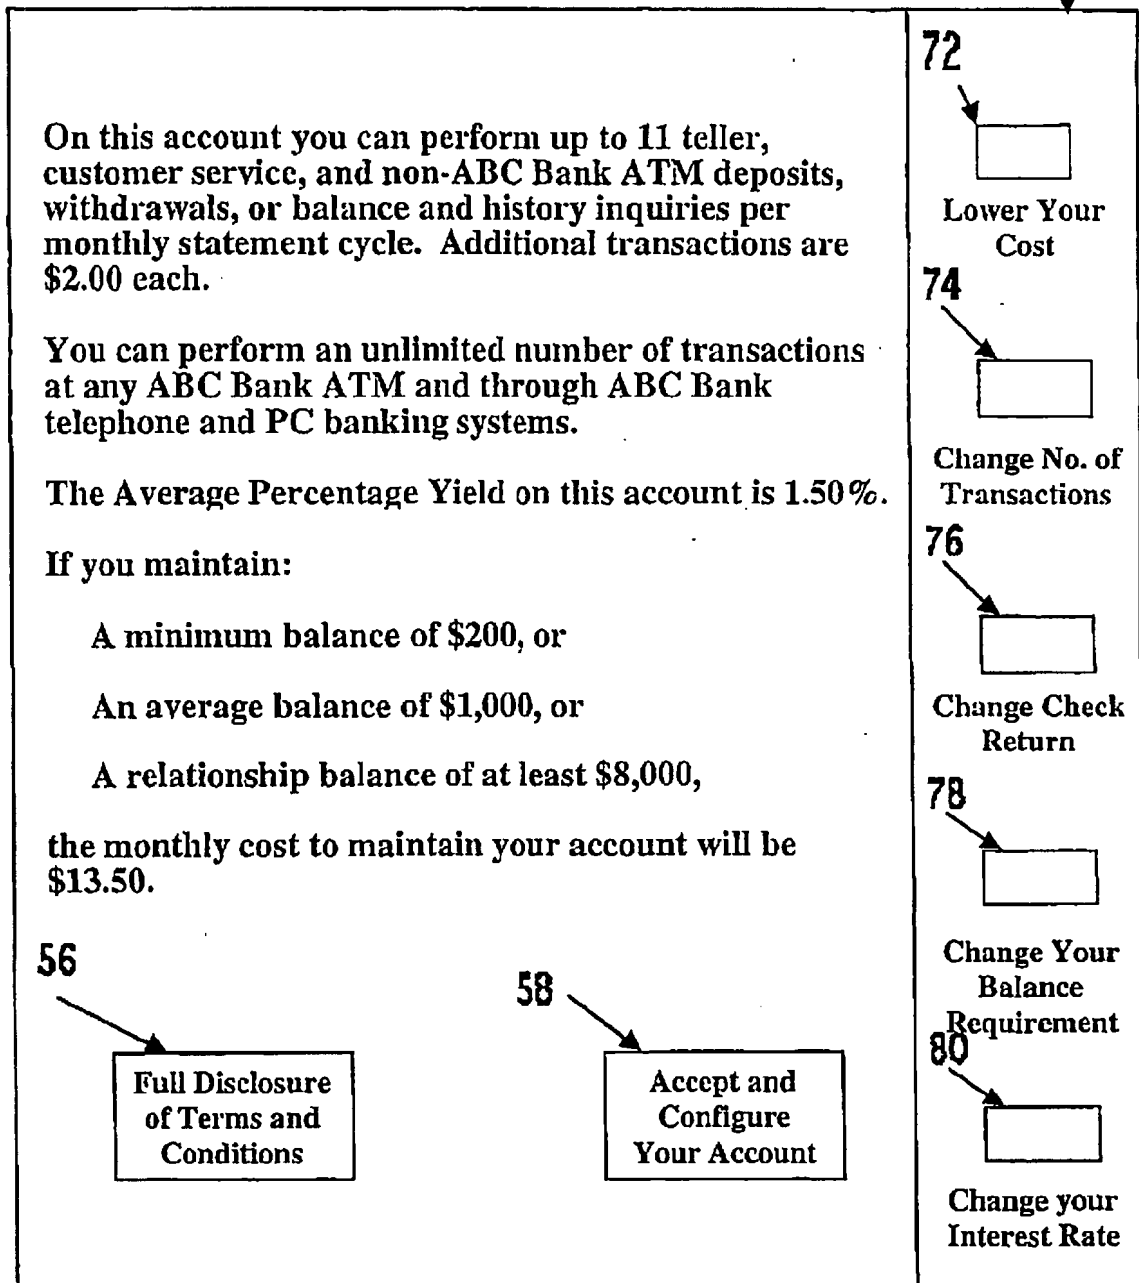 On this account you can perform up to 11 teller,
customer service, and non-ABC Bank ATM deposits,
withdrawals, or balance and history inquiries per
monthly statement cycle. Additional transactions are
$2.00 each.
You can perform an unlimited number of transactions
at any ABC Bank ATM and through ABC Bank
telephone and PC banking systems.
The Average Percentage Yield on this account is 1.50%.
If you maintain:
A minimum balance of $200, or
An average balance of $1,000, or
A relationship balance of at least $8,000,
the monthly cost to maintain your account will be
$13.50.
56
Full Disclosure
of Terms and
Conditions
58
Accept and
Configure
Your Account
72
Lower Your
Cost
74
Change No. of
Transactions
76
Change Check
Return
78
Change Your
Balance
Requirement
80
Change your
Interest Rate